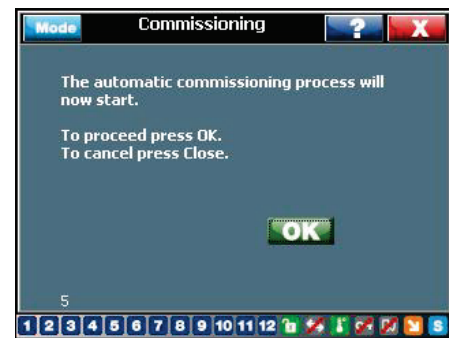 Mode Commissioning ? X
The automatic commissioning process will
now start.
To proceed press OK.
To cancel press Close.
OK
5
1 2 3 4 5 6 7 8 9 10 11 12 S